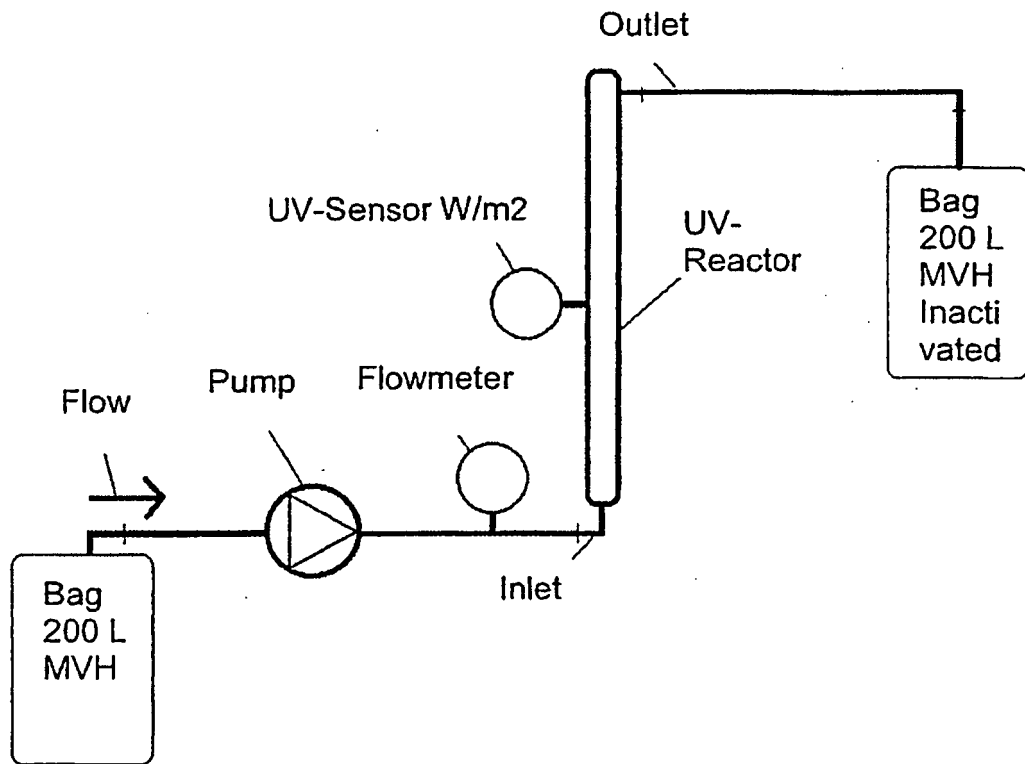 Outlet
UV-Sensor W/m2
UV-
Reactor
Bag
200 L
MVH
Inacti
vated
Flow
Pump
Flowmeter
Inlet
Bag
200 L
MVH